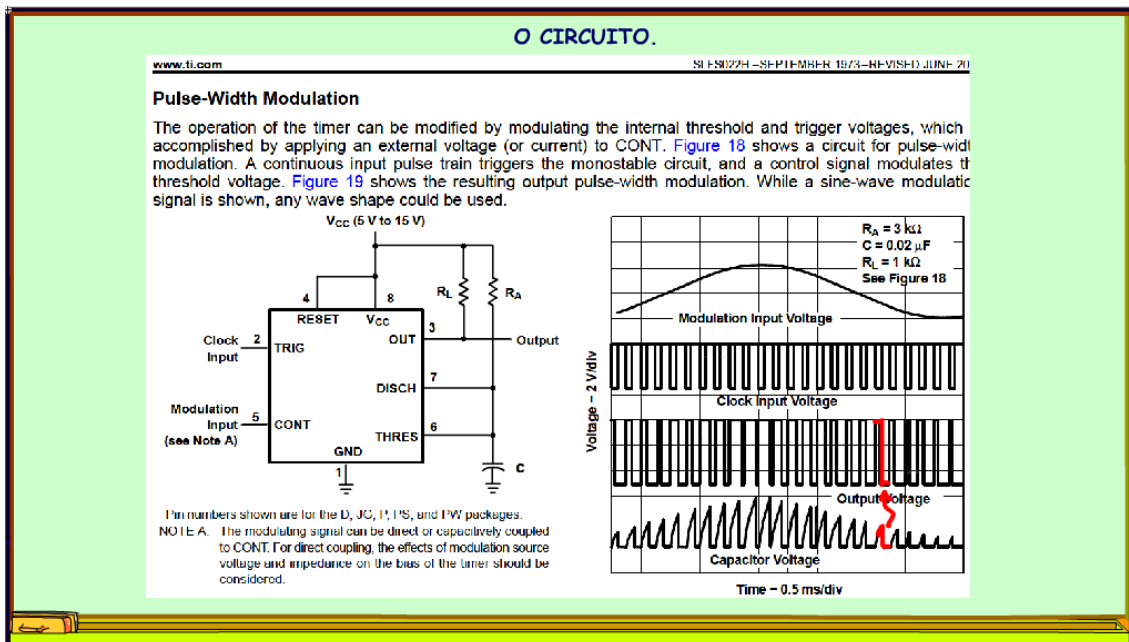 O CIRCUITO.
www.ti.com SLFS022H –SEPTEMBER 1973–REVISED JUNE 20
Pulse-Width Modulation
The operation of the timer can be modified by modulating the internal threshold and trigger voltages, which
accomplished by applying an external voltage (or current) to CONT. Figure 18 shows a circuit for pulse-widt
modulation. A continuous input pulse train triggers the monostable circuit, and a control signal modulates th
threshold voltage. Figure 19 shows the resulting output pulse-width modulation. While a sine-wave modulatio
signal is shown, any wave shape could be used.
VCC (5 V to 15 V)
RL
RA
4
8
RESET
VCC
3
OUT
Output
Clock
Input
2
TRIG
DISCH
7
Modulation
Input
(see Note A)
5
CONT
THRES
6
GND
1
C
Pin numbers shown are for the D, JG, P, PS, and PW packages.
NOTE A. The modulating signal can be direct or capacitively coupled
to CONT. For direct coupling, the effects of modulation source
voltage and impedance on the bias of the timer should be
considered.
RA = 3 kΩ
C = 0.02 µF
RL = 1 kΩ
See Figure 18
Modulation Input Voltage
Voltage – 2 V/div
Clock Input Voltage
Output Voltage
Capacitor Voltage
Time – 0.5 ms/div